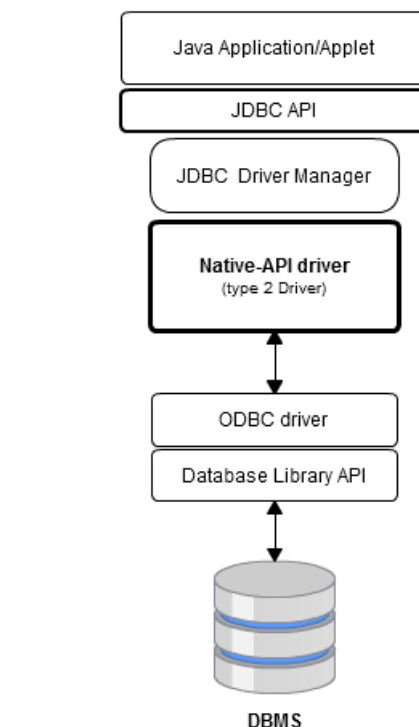 Java Application/Applet
JDBC API
JDBC Driver Manager
Native-API driver
(type 2 Driver)
ODBC driver
Database Library API
DBMS